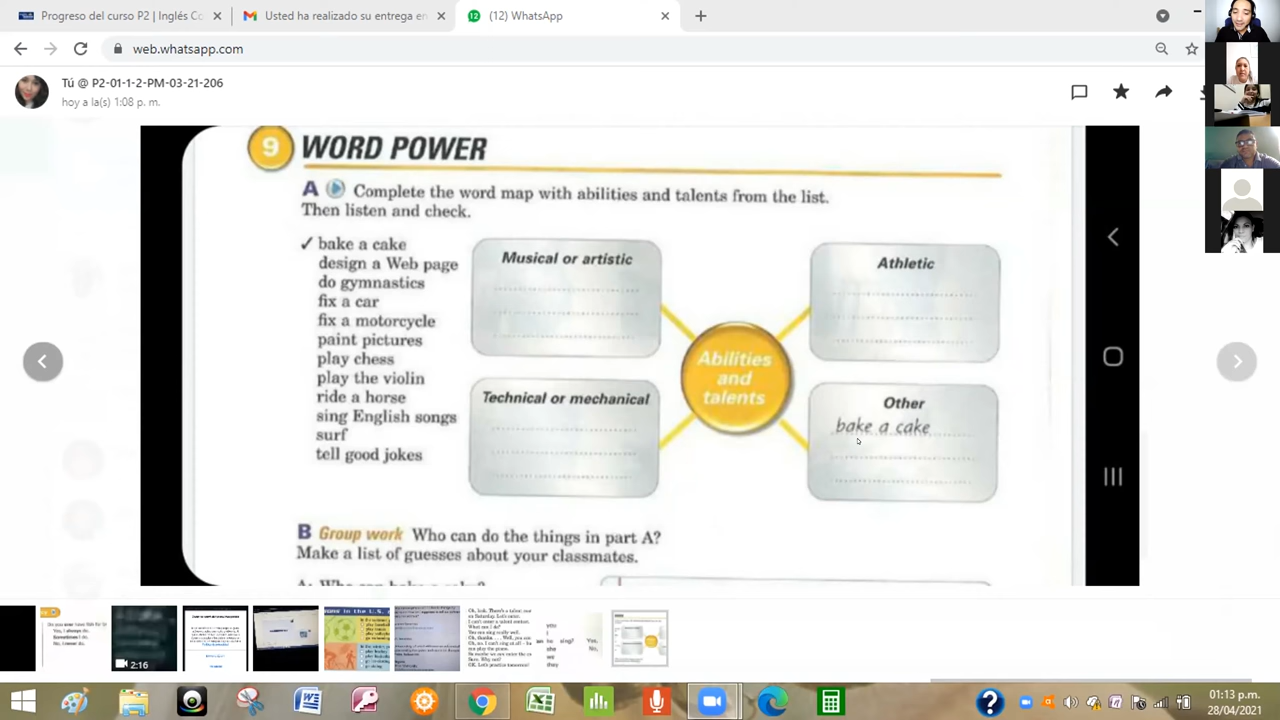 Progreso del curso P2 | Inglés Co
Usted ha realizado su entrega en
(12) WhatsApp
web.whatsapp.com
Tú @ P2-01-1-2-PM-03-21-206
hoy a la(s) 1:08 p. m.
9 WORD POWER
A Complete the word map with abilities and talents from the list.
Then listen and check.
✓ bake a cake
design a Web page
do gymnastics
fix a car
fix a motorcycle
paint pictures
play chess
play the violin
ride a horse
sing English songs
surf
tell good jokes
Musical or artistic
Athletic
Abilities
and
talents
Technical or mechanical
Other
bake a cake
B Group work Who can do the things in part A?
Make a list of guesses about your classmates.
A: Who can bake a cake?
2:16
01:13 p.m.
28/04/2021